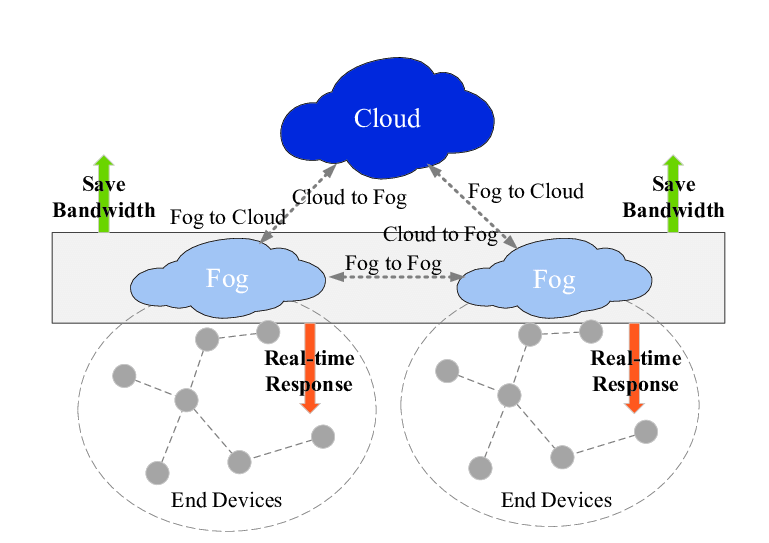 Cloud
Save
Bandwidth
Save
Bandwidth
Cloud to Fog
Fog to Cloud
Fog to Cloud
Cloud to Fog
Fog to Fog
Fog
Fog
Real-time
Response
Real-time
Response
End Devices
End Devices